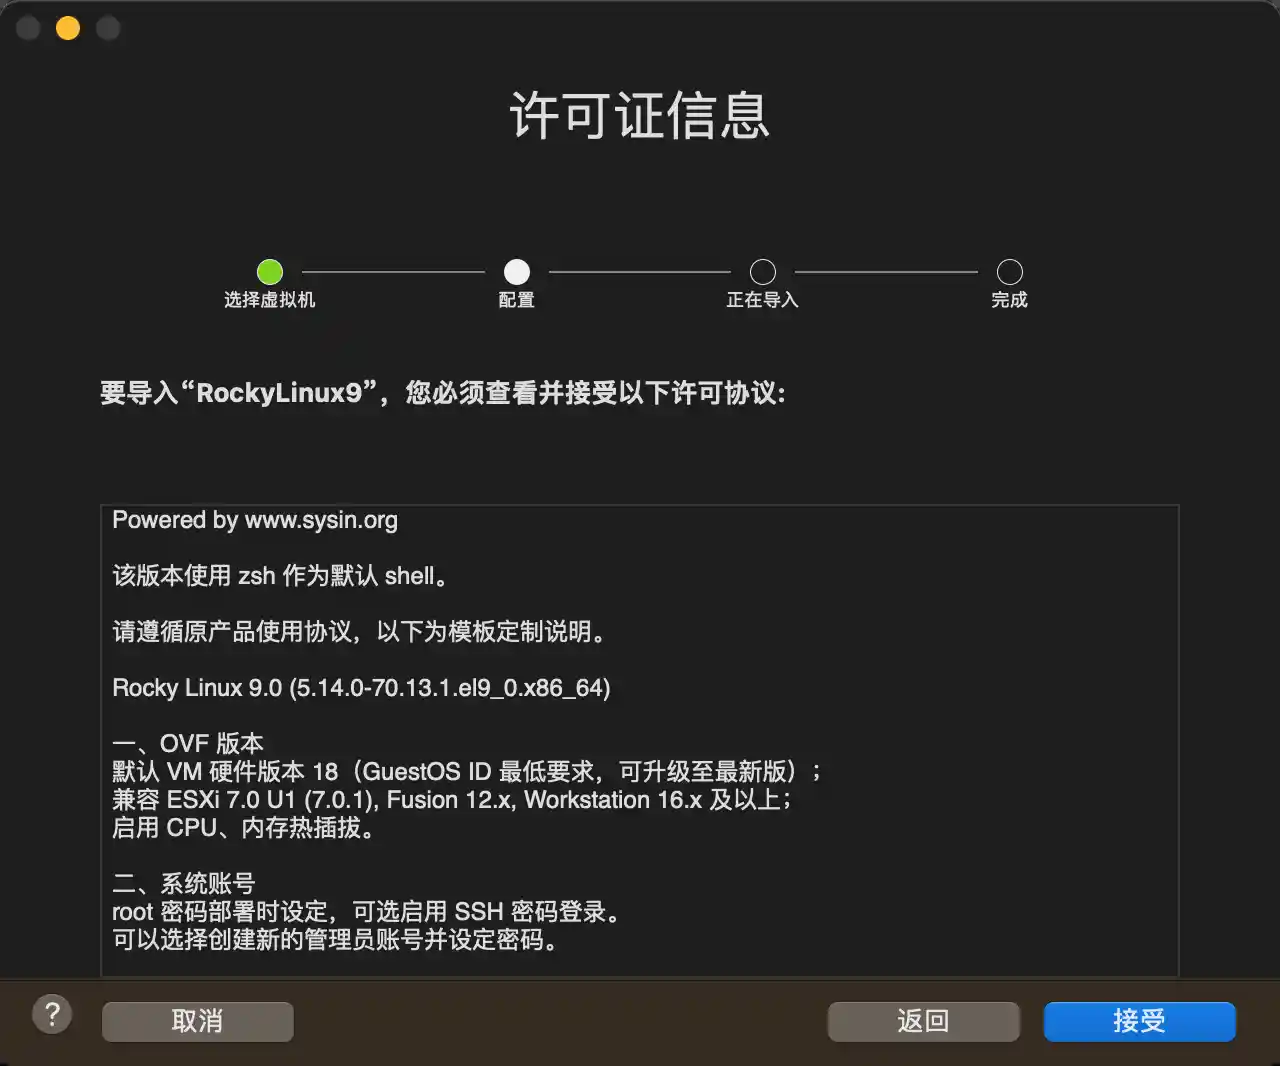 许可证信息
选择虚拟机
配置
正在导入
完成
要导入“RockyLinux9”，您必须查看并接受以下许可协议:
Powered by www.sysin.org
该版本使用 zsh 作为默认 shell。
请遵循原产品使用协议，以下为模板定制说明。
Rocky Linux 9.0 (5.14.0-70.13.1.el9_0.x86_64)
一、OVF 版本
默认 VM 硬件版本 18（GuestOS ID 最低要求，可升级至最新版）；
兼容 ESXi 7.0 U1 (7.0.1), Fusion 12.x, Workstation 16.x 及以上；
启用 CPU、内存热插拔。
二、系统账号
root 密码部署时设定，可选启用 SSH 密码登录。
可以选择创建新的管理员账号并设定密码。
?
取消
返回
接受